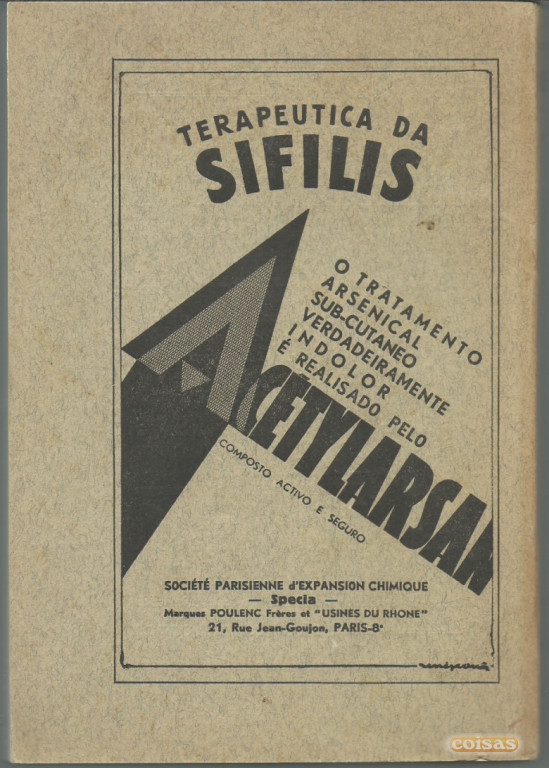 TERAPEUTICA DA
SIFILIS
O TRATAMENTO
ARSENICAL
SUB-CUTANEO
VERDADEIRAMENTE
INDOLOR
É REALISADO PELO
ACÉTYLARSAN
COMPOSTO ACTIVO E SEGURO
SOCIÉTÉ PARISIENNE d'EXPANSION CHIMIQUE
— Specia —
Marques POULENC Frères et "USINES DU RHONE"
21, Rue Jean-Goujon, PARIS-8e
coisas